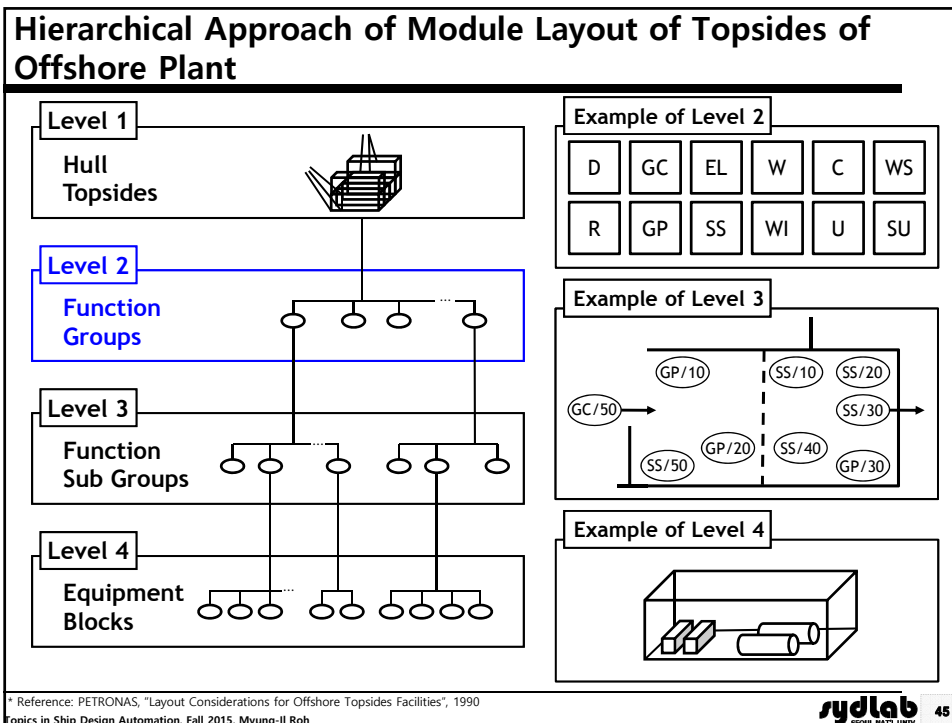 Hierarchical Approach of Module Layout of Topsides of
Offshore Plant
Level 1
Hull
Topsides
Level 2
Function
Groups
...
Level 3
Function
Sub Groups
...
Level 4
Equipment
Blocks
...
Example of Level 2
D GC EL W C WS
R GP SS WI U SU
Example of Level 3
GP/10 SS/10 SS/20
GC/50 SS/30
GP/20 SS/40
SS/50 GP/30
Example of Level 4
* Reference: PETRONAS, "Layout Considerations for Offshore Topsides Facilities", 1990
Topics in Ship Design Automation, Fall 2015, Myung-Il Roh
sydlab
SEOUL NAT'L UNIV.
45